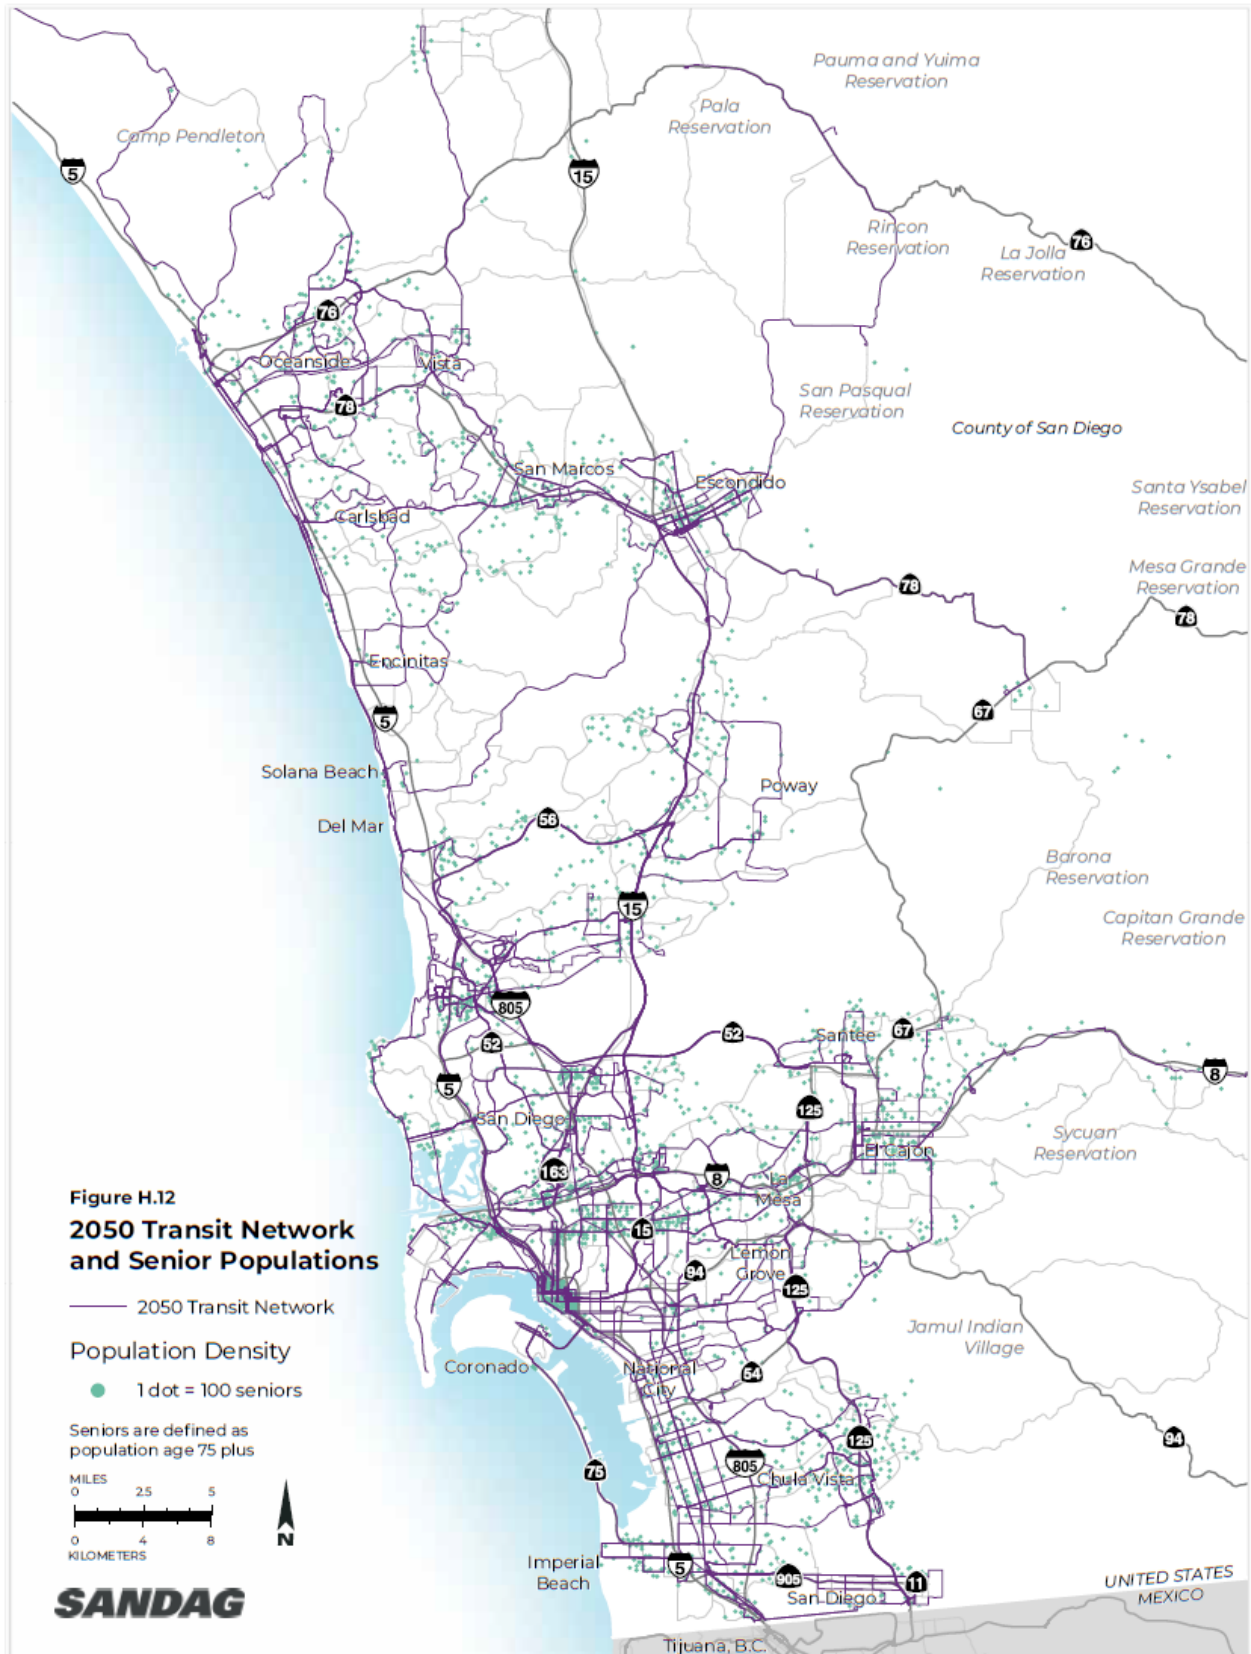 Pauma and Yuima
Reservation
Pala
Reservation
Camp Pendleton
5
15
Rincon
Reservation
76
La Jolla
Reservation
76
Oceanside
Vista
San Pasqual
Reservation
78
County of San Diego
San Marcos
Escondido
Santa Ysabel
Reservation
Carlsbad
Mesa Grande
Reservation
78
78
Encinitas
67
5
Solana Beach
Poway
56
Del Mar
Barona
Reservation
15
Capitan Grande
Reservation
805
52
52
Santee
67
8
5
125
San Diego
Sycuan
Reservation
El Cajon
163
8
La
Mesa
15
Lemon
Grove
94
125
Jamul Indian
Village
Coronado
National
City
54
125
94
805
75
Chula Vista
Imperial
Beach
5
905
11
San Diego
UNITED STATES
MEXICO
Tijuana, B.C.
Figure H.12
2050 Transit Network
and Senior Populations
2050 Transit Network
Population Density
1 dot = 100 seniors
Seniors are defined as
population age 75 plus
MILES
0 2.5 5
0 4 8
KILOMETERS
N
SANDAG